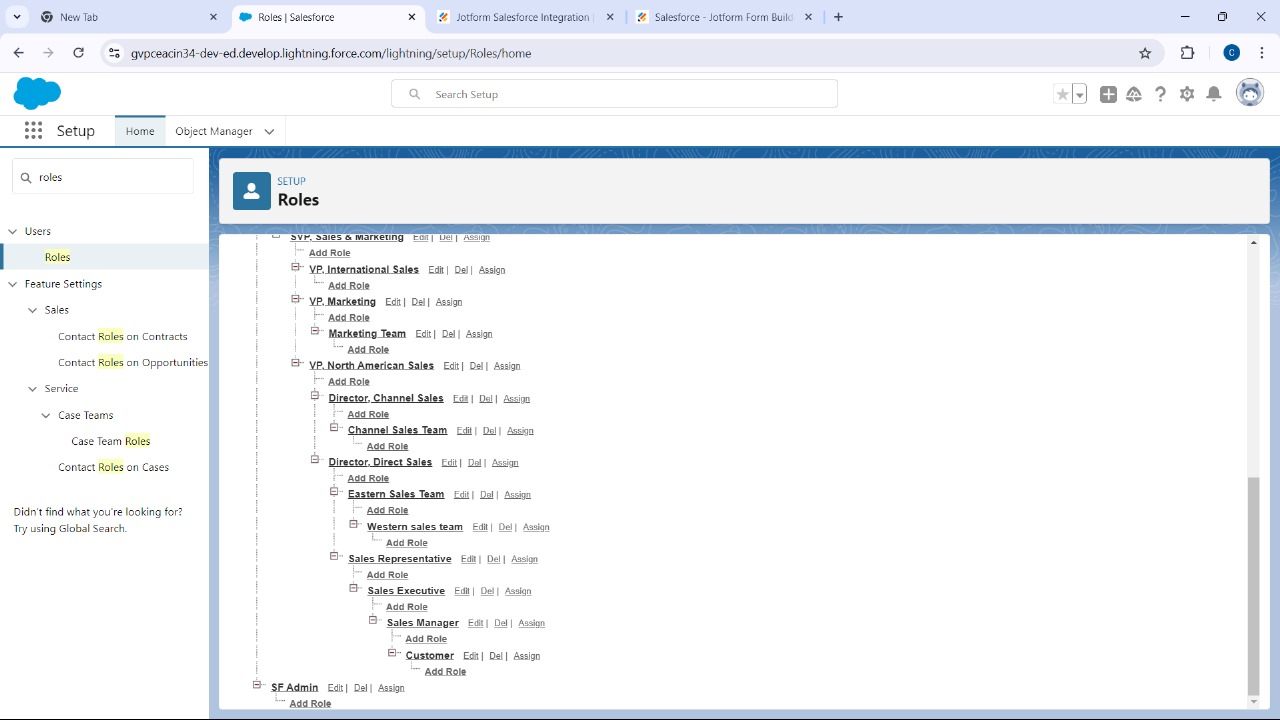 New Tab
Roles | Salesforce
Jotform Salesforce Integration |
Salesforce - Jotform Form Build
gvpceacin34-dev-ed.develop.lightning.force.com/lightning/setup/Roles/home
C
Search Setup
Setup
Home
Object Manager
roles
Users
Roles
Feature Settings
Sales
Contact Roles on Contracts
Contact Roles on Opportunities
Service
Case Teams
Case Team Roles
Contact Roles on Cases
Didn't find what you're looking for?
Try using Global Search.
SETUP
Roles
SVP, Sales & Marketing Edit | Del | Assign
Add Role
VP, International Sales Edit | Del | Assign
Add Role
VP, Marketing Edit | Del | Assign
Add Role
Marketing Team Edit | Del | Assign
Add Role
VP, North American Sales Edit | Del | Assign
Add Role
Director, Channel Sales Edit | Del | Assign
Add Role
Channel Sales Team Edit | Del | Assign
Add Role
Director, Direct Sales Edit | Del | Assign
Add Role
Eastern Sales Team Edit | Del | Assign
Add Role
Western sales team Edit | Del | Assign
Add Role
Sales Representative Edit | Del | Assign
Add Role
Sales Executive Edit | Del | Assign
Add Role
Sales Manager Edit | Del | Assign
Add Role
Customer Edit | Del | Assign
Add Role
SF Admin Edit | Del | Assign
Add Role